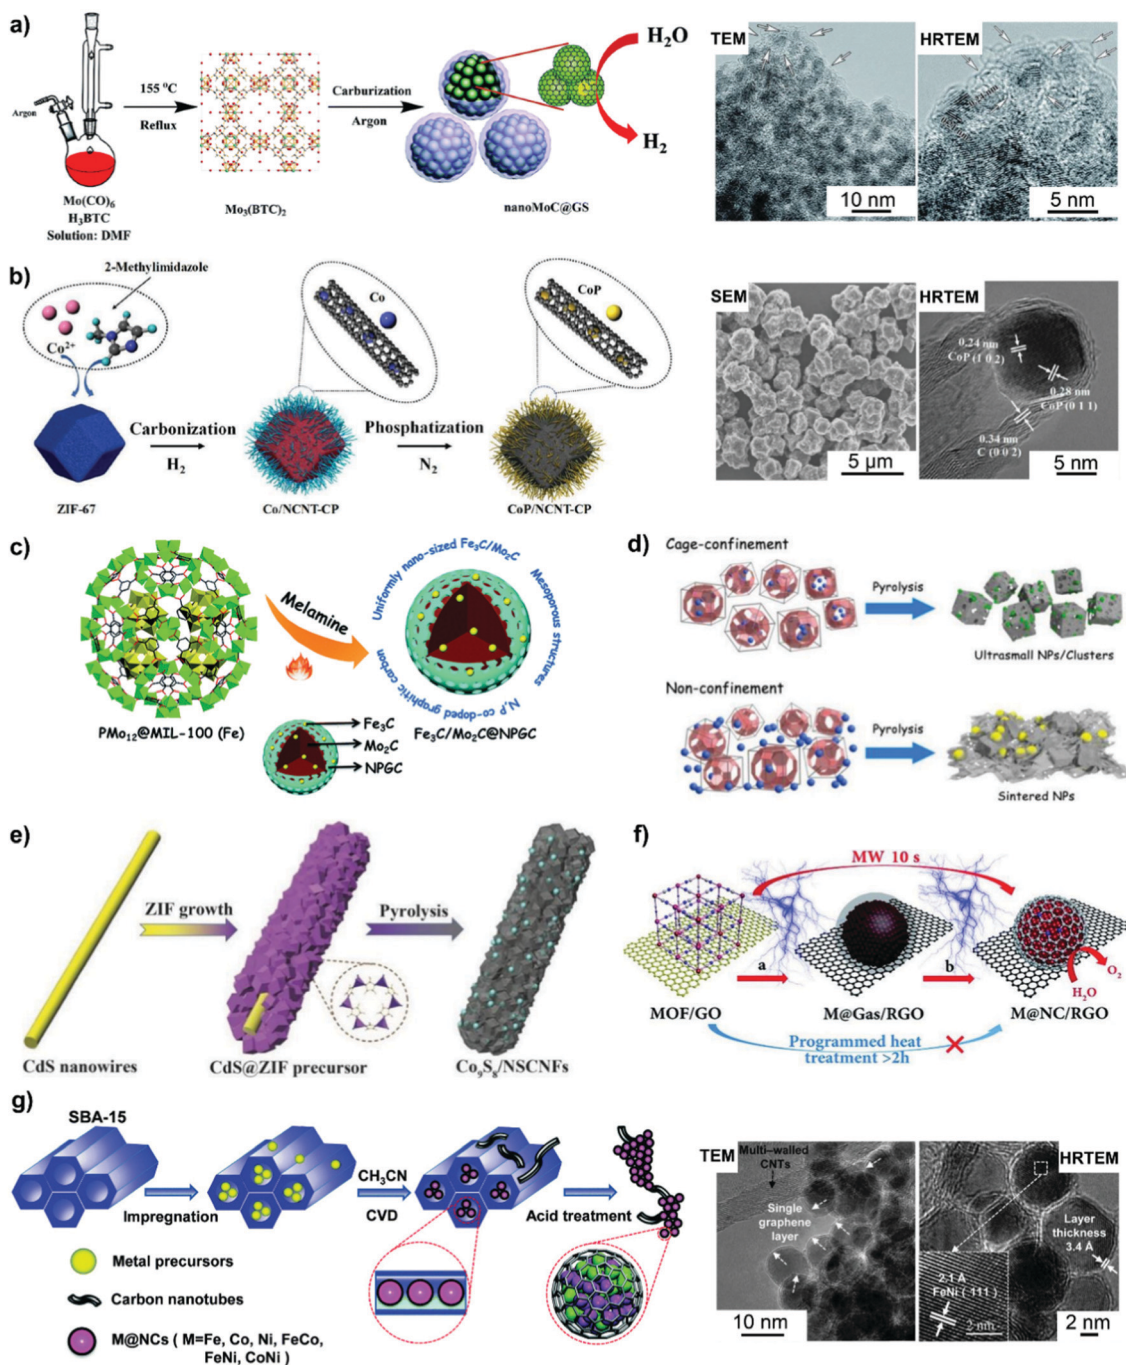 a)
Argon
155 °C
Reflux
Carburization
Argon
H₂O
H₂
Mo(CO)₆
H₃BTC
Solution: DMF
Mo₃(BTC)₂
nanoMoC@GS
TEM
10 nm
HRTEM
5 nm
b)
2-Methylimidazole
Co²⁺
Co
CoP
Carbonization
H₂
Phosphatization
N₂
ZIF-67
Co/NCNT-CP
CoP/NCNT-CP
SEM
5 µm
HRTEM
0.24 nm
CoP (1 0 2)
0.28 nm
CoP (0 1 1)
0.34 nm
C (0 0 2)
5 nm
c)
Melamine
PMo₁₂@MIL-100 (Fe)
Uniformly nano-sized Fe₃C/Mo₂C
Mesoporous structures
N,P co-doped graphitic carbon
Fe₃C/Mo₂C@NPGC
Fe₃C
Mo₂C
NPGC
d)
Cage-confinement
Pyrolysis
Ultrasmall NPs/Clusters
Non-confinement
Pyrolysis
Sintered NPs
e)
ZIF growth
Pyrolysis
CdS nanowires
CdS@ZIF precursor
Co₉S₈/NSCNFs
f)
MW 10 s
a
b
O₂
H₂O
MOF/GO
M@Gas/RGO
M@NC/RGO
Programmed heat
treatment >2h
g)
SBA-15
Impregnation
CH₃CN
CVD
Acid treatment
Metal precursors
Carbon nanotubes
M@NCs ( M=Fe, Co, Ni, FeCo,
FeNi, CoNi )
TEM
Multi-walled
CNTs
Single
graphene
layer
10 nm
HRTEM
Layer
thickness
3.4 Å
2.1 Å
FeNi ( 111 )
2 nm
2 nm